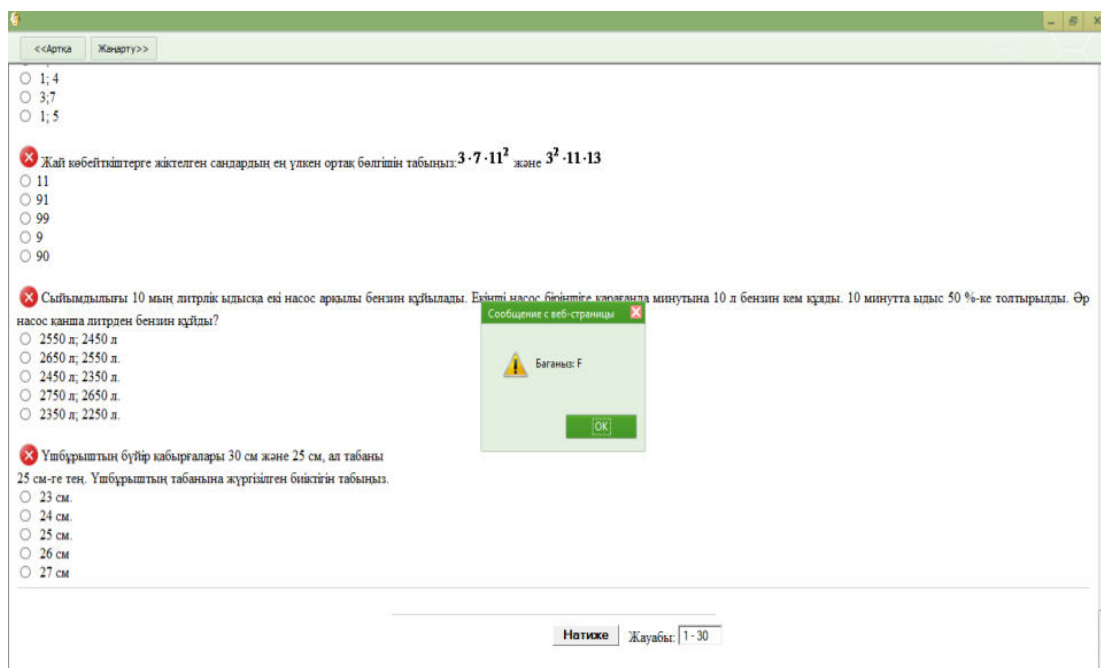 <<Артқа Жаңарту>>
1; 4
3;7
1; 5
Жай көбейткіштерге жіктелген сандардың ең үлкен ортақ бөлгішін табыңыз:3·7·11² және 3²·11·13
11
91
99
9
90
Сыйымдылығы 10 мың литрлік ыдысқа екі насос арқылы бензин құйылады. Екінші насос біріншіге қарағанда минутына 10 л бензин кем құяды. 10 минутта ыдыс 50 %-ке толтырылды. Әр
насос қанша литрден бензин құйды?
2550 л; 2450 л
2650 л; 2550 л.
2450 л; 2350 л.
2750 л; 2650 л.
2350 л; 2250 л.
Сообщение с веб-страницы
Бағаныз: F
OK
Үшбұрыштың бүйір қабырғалары 30 см және 25 см, ал табаны
25 см-ге тең. Үшбұрыштың табанына жүргізілген биіктігін табыңыз.
23 см.
24 см.
25 см.
26 см
27 см
Нәтиже Жауабы: 1 - 30